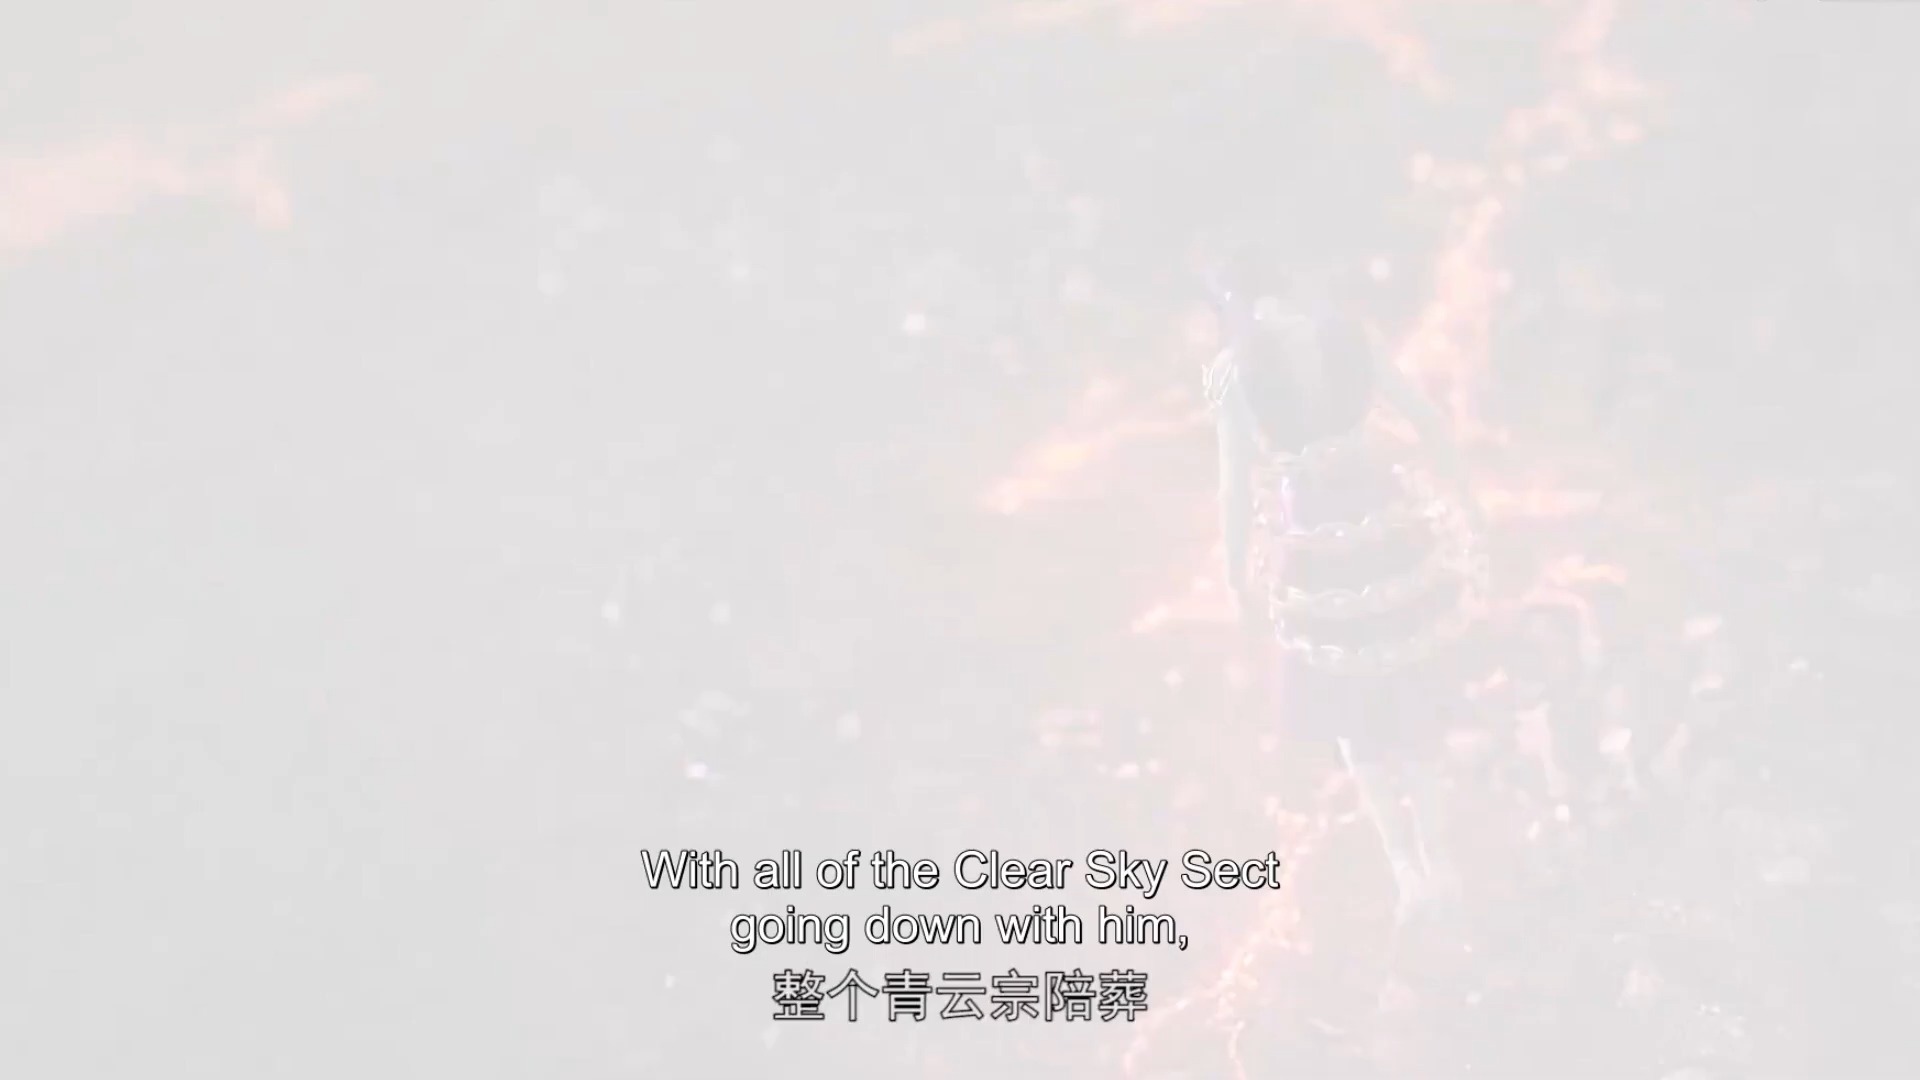 With all of the Clear Sky Sect
going down with him,
整个青云宗陪葬